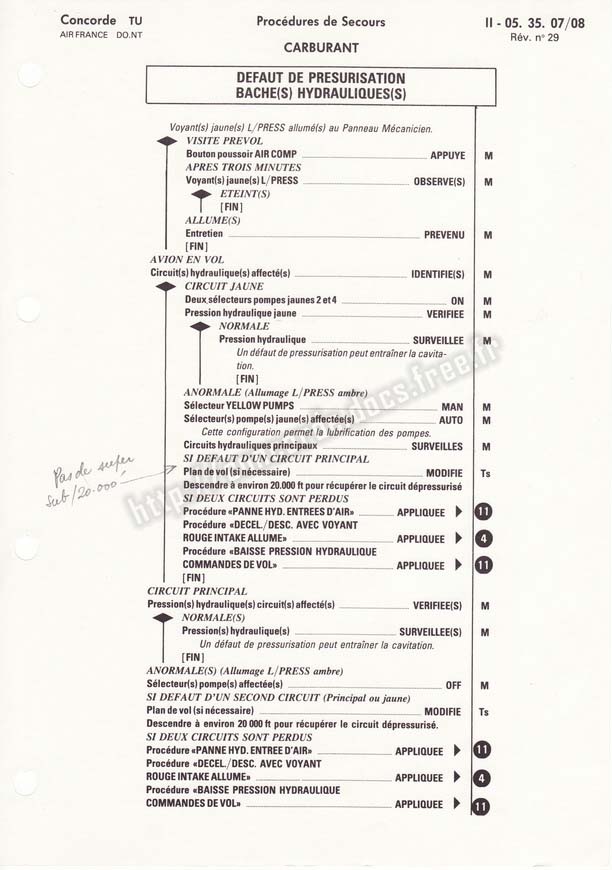 Concorde TU
AIR FRANCE DO.NT
Procédures de Secours
CARBURANT
II - 05. 35. 07/08
Rév. n° 29
DEFAUT DE PRESURISATION
BACHE(S) HYDRAULIQUES(S)
Voyant(s) jaune(s) L/PRESS allumé(s) au Panneau Mécanicien.
VISITE PREVOL
Bouton poussoir AIR COMP APPUYE M
APRES TROIS MINUTES
Voyant(s) jaune(s) L/PRESS OBSERVE(S) M
ETEINT(S)
[FIN]
ALLUME(S)
Entretien PREVENU M
[FIN]
AVION EN VOL
Circuit(s) hydraulique(s) affecté(s) IDENTIFIE(S) M
CIRCUIT JAUNE
Deux sélecteurs pompes jaunes 2 et 4 ON M
Pression hydraulique jaune VERIFIEE M
NORMALE
Pression hydraulique SURVEILLEE M
Un défaut de pressurisation peut entraîner la cavita-
tion.
[FIN]
ANORMALE (Allumage L/PRESS ambre)
Sélecteur YELLOW PUMPS MAN M
Sélecteur(s) pompe(s) jaune(s) affectée(s) AUTO M
Cette configuration permet la lubrification des pompes.
Circuits hydrauliques principaux SURVEILLES M
SI DEFAUT D'UN CIRCUIT PRINCIPAL
Plan de vol (si nécessaire) MODIFIE Ts
Descendre à environ 20.000 ft pour récupérer le circuit dépressurisé
SI DEUX CIRCUITS SONT PERDUS
Procédure «PANNE HYD. ENTREES D'AIR» APPLIQUEE 11
Procédure «DECEL./DESC. AVEC VOYANT
ROUGE INTAKE ALLUME» APPLIQUEE 4
Procédure «BAISSE PRESSION HYDRAULIQUE
COMMANDES DE VOL» APPLIQUEE 11
[FIN]
Pas de super
sub/20.000'
CIRCUIT PRINCIPAL
Pression(s) hydraulique(s) circuit(s) affecté(s) VERIFIEE(S) M
NORMALE(S)
Pression(s) hydraulique(s) SURVEILLEE(S) M
Un défaut de pressurisation peut entraîner la cavitation.
[FIN]
ANORMALE(S) (Allumage L/PRESS ambre)
Sélecteur(s) pompe(s) affectée(s) OFF M
SI DEFAUT D'UN SECOND CIRCUIT (Principal ou jaune)
Plan de vol (si nécessaire) MODIFIE Ts
Descendre à environ 20 000 ft pour récupérer le circuit dépressurisé.
SI DEUX CIRCUITS SONT PERDUS
Procédure «PANNE HYD. ENTREE D'AIR» APPLIQUEE 11
Procédure «DECEL./DESC. AVEC VOYANT
ROUGE INTAKE ALLUME» APPLIQUEE 4
Procédure «BAISSE PRESSION HYDRAULIQUE
COMMANDES DE VOL» APPLIQUEE 11